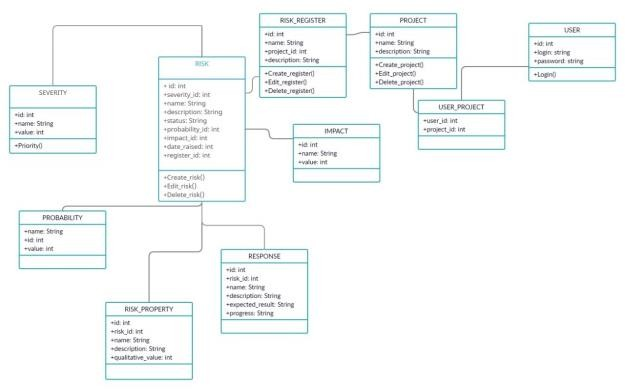 RISK_REGISTER
+id: int
+name: String
+project_id: int
+description: String
+Create_register()
+Edit_register()
+Delete_register()
PROJECT
+id: int
+name: String
+description: String
+Create_project()
+Edit_project()
+Delete_project()
USER
+id: int
+login: string
+password: string
+Login()
RISK
+ id: int
+severity_id: int
+name: String
+description: String
+status: String
+probability_id: int
+impact_id: int
+date_raised: int
+register_id: int
+Create_risk()
+Edit_risk()
+Delete_risk()
SEVERITY
+id: int
+name: String
+value: int
+Priority()
USER_PROJECT
+user_id: int
+project_id: int
IMPACT
+id: int
+name: String
+value: int
PROBABILITY
+name: String
+id: int
+value: int
RESPONSE
+id: int
+risk_id: int
+name: String
+description: String
+expected_result: String
+progress: String
RISK_PROPERTY
+id: int
+risk_id: int
+name: String
+description: String
+qualitative_value: int